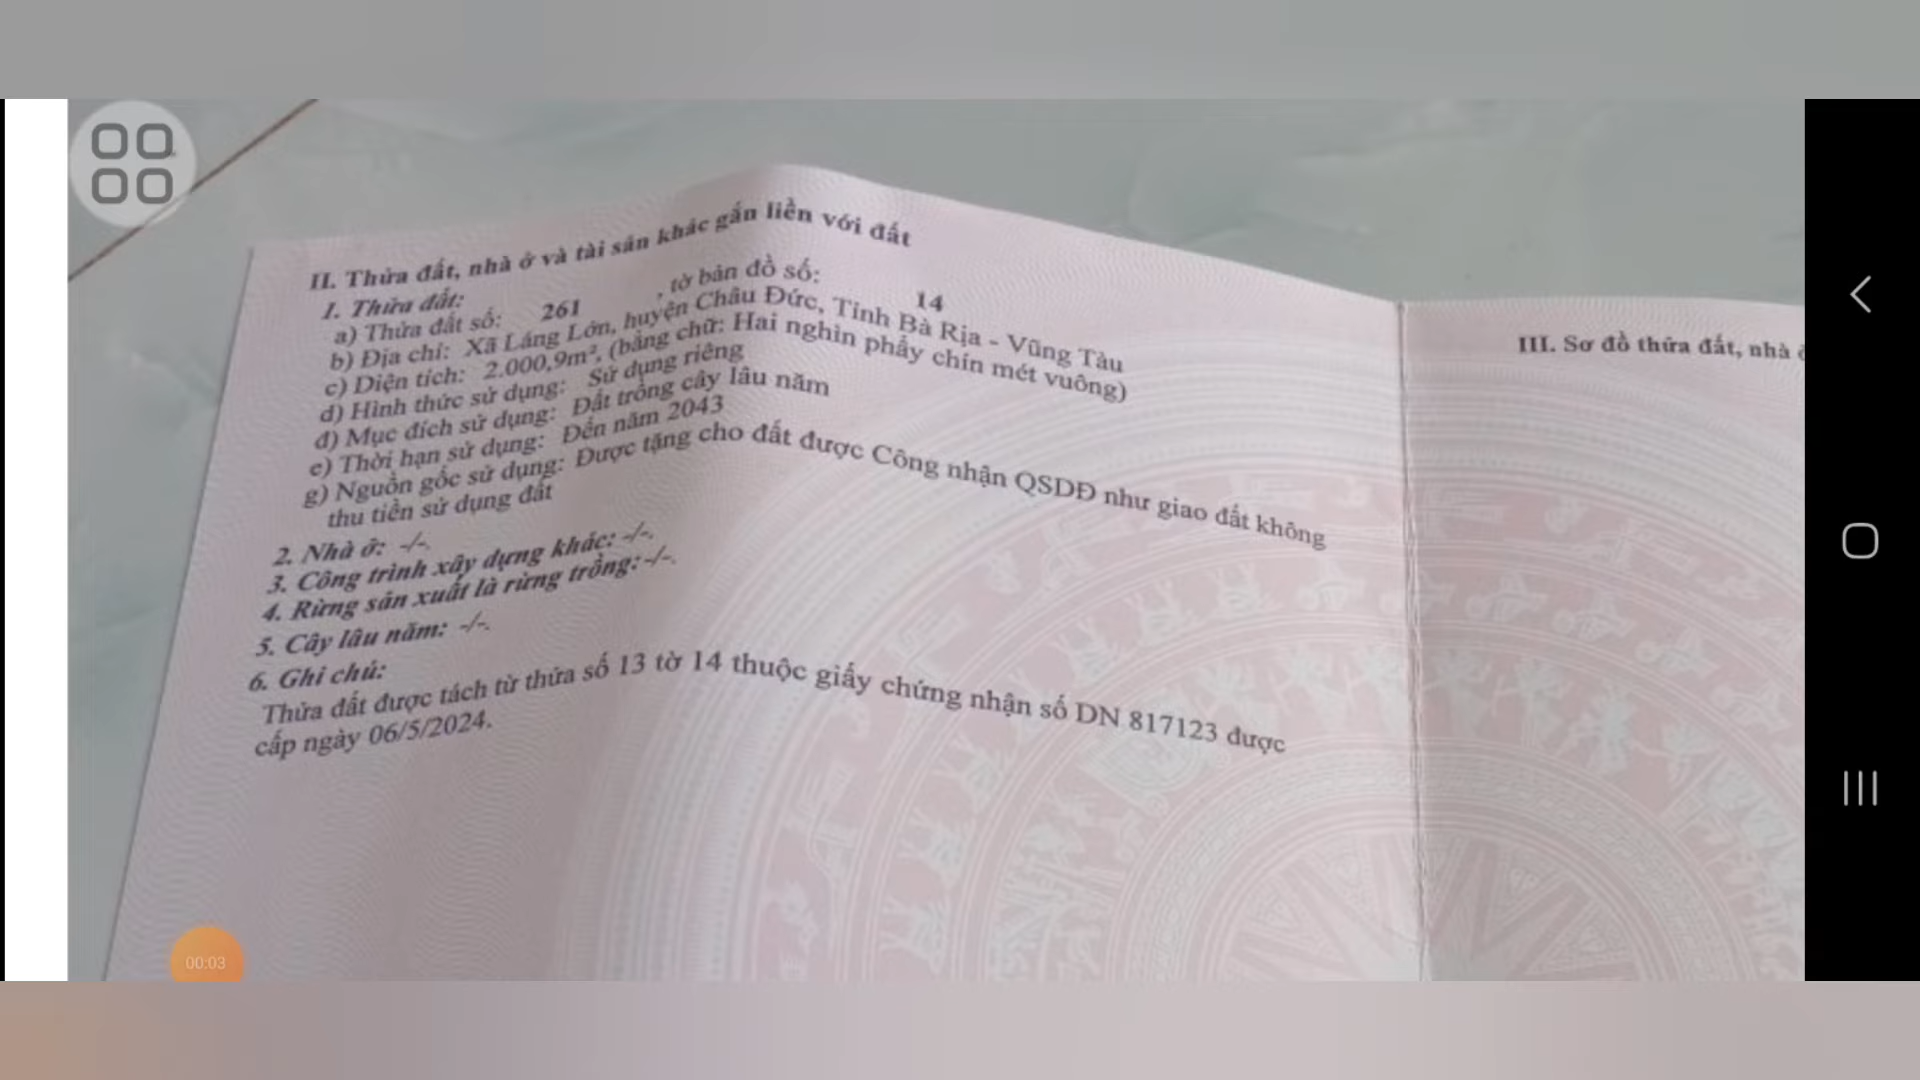 II. Thửa đất, nhà ở và tài sản khác gắn liền với đất
1. Thửa đất:
a) Thửa đất số: 261 , tờ bản đồ số: 14
b) Địa chỉ: Xã Láng Lớn, huyện Châu Đức, Tỉnh Bà Rịa - Vũng Tàu
c) Diện tích: 2.000,9m², (bằng chữ: Hai nghìn phẩy chín mét vuông)
d) Hình thức sử dụng: Sử dụng riêng
đ) Mục đích sử dụng: Đất trồng cây lâu năm
e) Thời hạn sử dụng: Đến năm 2043
g) Nguồn gốc sử dụng: Được tặng cho đất được Công nhận QSDĐ như giao đất không
thu tiền sử dụng đất
2. Nhà ở: -/-.
3. Công trình xây dựng khác: -/-.
4. Rừng sản xuất là rừng trồng: -/-.
5. Cây lâu năm: -/-.
6. Ghi chú:
Thửa đất được tách từ thửa số 13 tờ 14 thuộc giấy chứng nhận số DN 817123 được
cấp ngày 06/5/2024.
III. Sơ đồ thửa đất, nhà
00:03